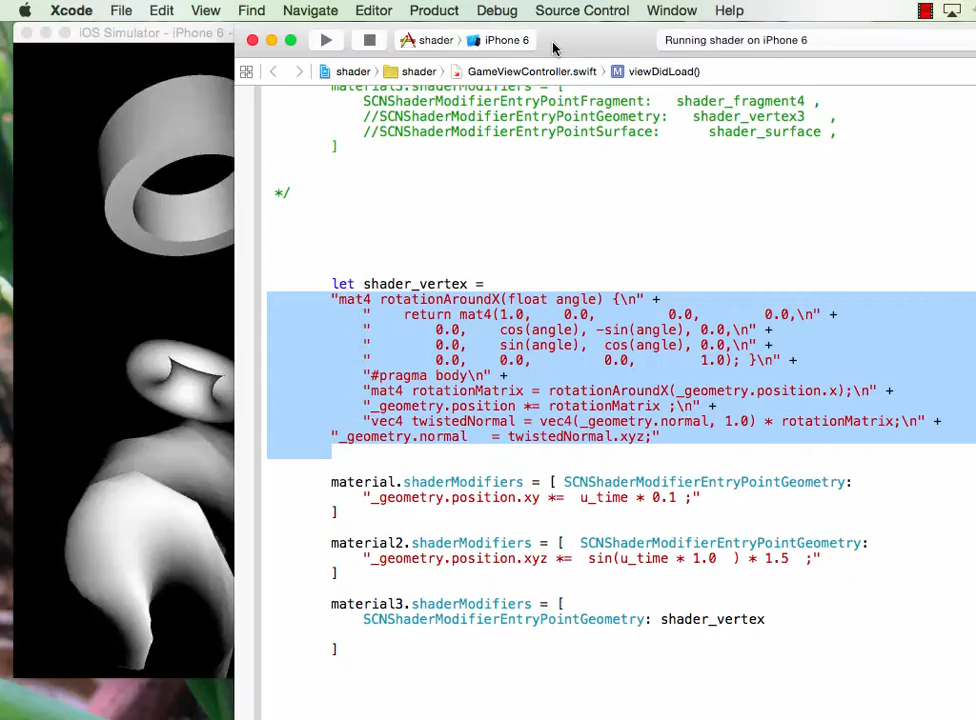 Xcode File Edit View Find Navigate Editor Product Debug Source Control Window Help
iOS Simulator - iPhone 6 -
shader iPhone 6 Running shader on iPhone 6
shader shader GameViewController.swift M viewDidLoad()
material3.shaderModifiers = [
SCNShaderModifierEntryPointFragment: shader_fragment4 ,
//SCNShaderModifierEntryPointGeometry: shader_vertex3 ,
//SCNShaderModifierEntryPointSurface: shader_surface ,
]
*/
let shader_vertex =
"mat4 rotationAroundX(float angle) {\n" +
" return mat4(1.0, 0.0, 0.0, 0.0,\n" +
" 0.0, cos(angle), -sin(angle), 0.0,\n" +
" 0.0, sin(angle), cos(angle), 0.0,\n" +
" 0.0, 0.0, 0.0, 1.0); }\n" +
"#pragma body\n" +
"mat4 rotationMatrix = rotationAroundX(_geometry.position.x);\n" +
"_geometry.position *= rotationMatrix ;\n" +
"vec4 twistedNormal = vec4(_geometry.normal, 1.0) * rotationMatrix;\n" +
"_geometry.normal = twistedNormal.xyz;"
material.shaderModifiers = [ SCNShaderModifierEntryPointGeometry:
"_geometry.position.xy *= u_time * 0.1 ;"
]
material2.shaderModifiers = [ SCNShaderModifierEntryPointGeometry:
"_geometry.position.xyz *= sin(u_time * 1.0 ) * 1.5 ;"
]
material3.shaderModifiers = [
SCNShaderModifierEntryPointGeometry: shader_vertex
]